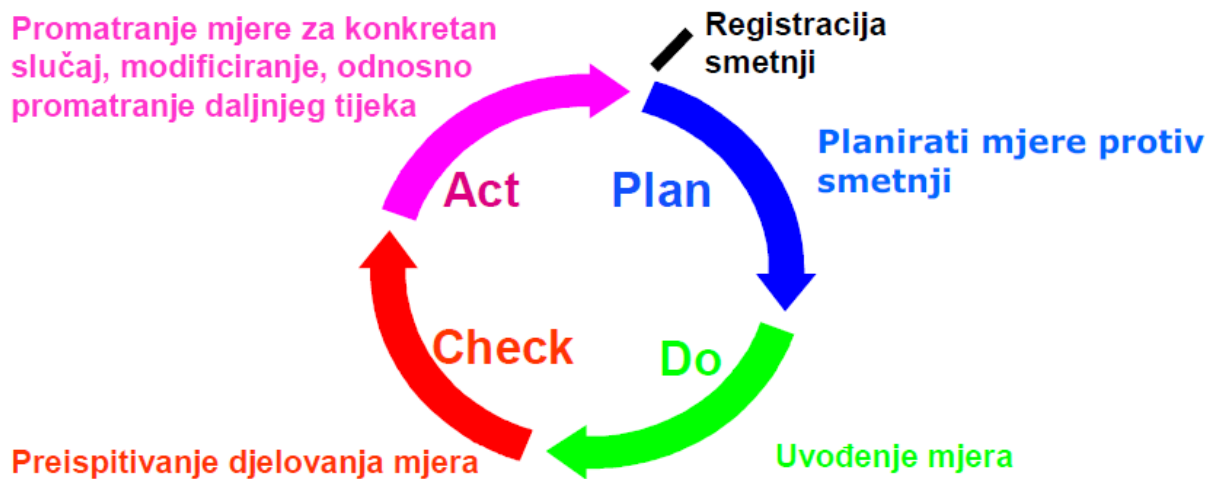 Promatranje mjere za konkretan
slučaj, modificiranje, odnosno
promatranje daljnjeg tijeka
Registracija
smetnji
Planirati mjere protiv
smetnji
Act
Plan
Check
Do
Preispitivanje djelovanja mjera
Uvođenje mjera